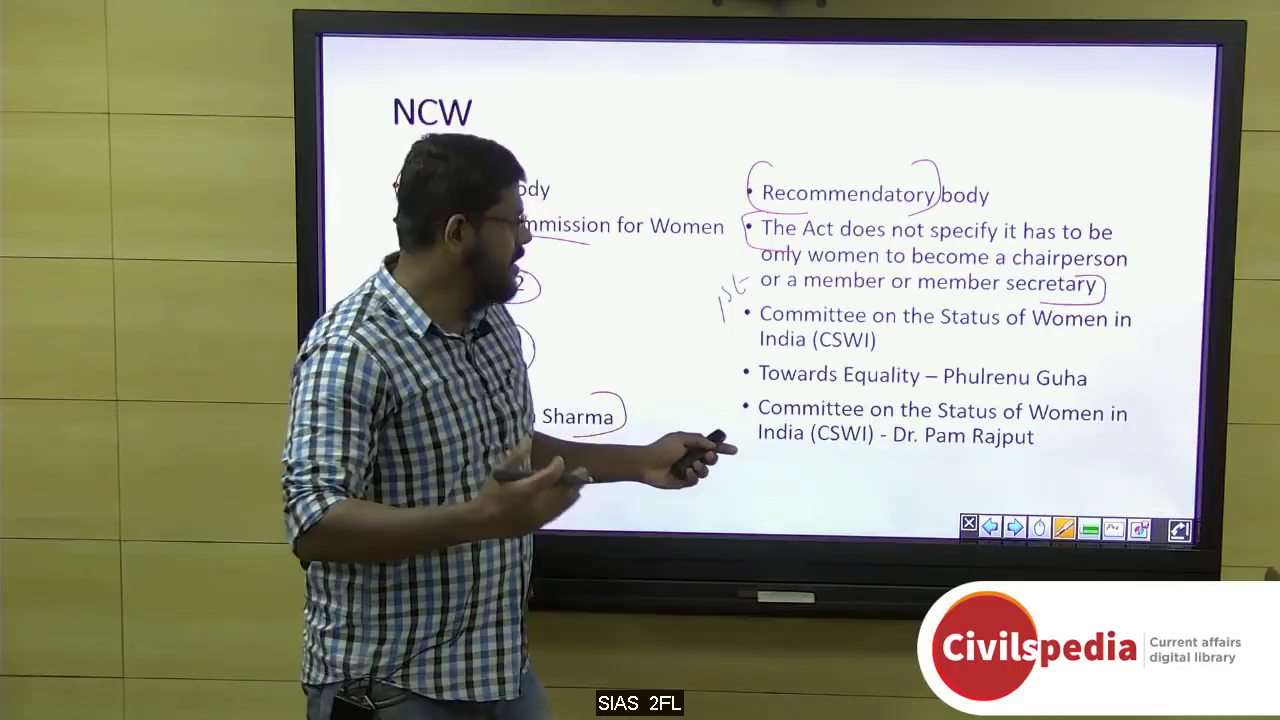 NCW
ody
mmission for Women
2
Sharma
• Recommendatory body
• The Act does not specify it has to be
only women to become a chairperson
or a member or member secretary
1st
• Committee on the Status of Women in
India (CSWI)
• Towards Equality – Phulrenu Guha
• Committee on the Status of Women in
India (CSWI) - Dr. Pam Rajput
Civilspedia
Current affairs
digital library
SIAS 2FL